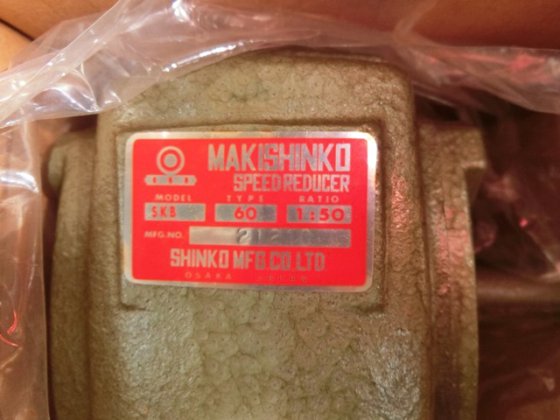 MAKISHINKO
SPEED REDUCER
MODEL TYPE RATIO
SKB 60 1:50
MFG.NO.
SHINKO MFG CO. LTD
OSAKA